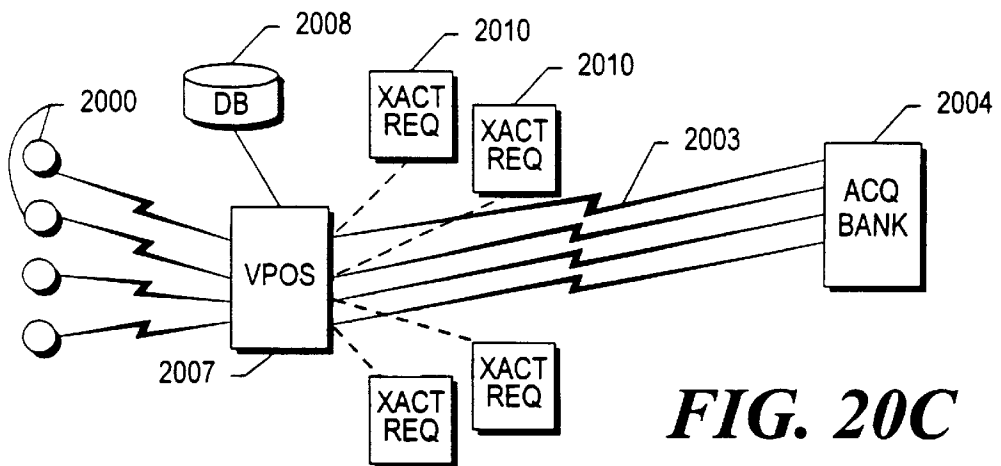 2008
2010
2010
2000
DB
XACT
REQ
XACT
REQ
2003
2004
ACQ
BANK
VPOS
2007
XACT
REQ
XACT
REQ
FIG. 20C